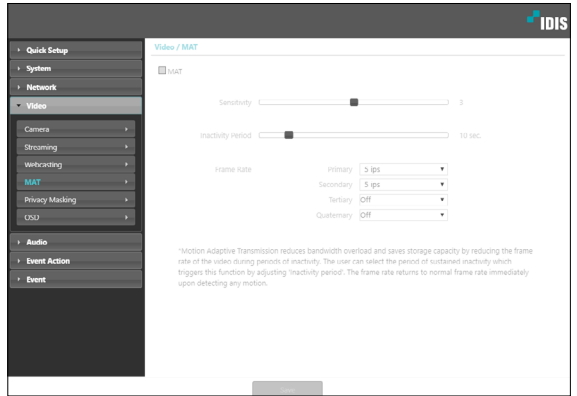 IDIS
Quick Setup
System
Network
Video
Camera
Streaming
Webcasting
MAT
Privacy Masking
OSD
Audio
Event Action
Event
Video / MAT
MAT
Sensitivity 3
Inactivity Period 10 sec.
Frame Rate Primary 5 ips
Secondary 5 ips
Tertiary Off
Quaternary Off
*Motion Adaptive Transmission reduces bandwidth overload and saves storage capacity by reducing the frame
rate of the video during periods of inactivity. The user can select the period of sustained inactivity which
triggers this function by adjusting 'Inactivity period'. The frame rate returns to normal frame rate immediately
upon detecting any motion.
Save